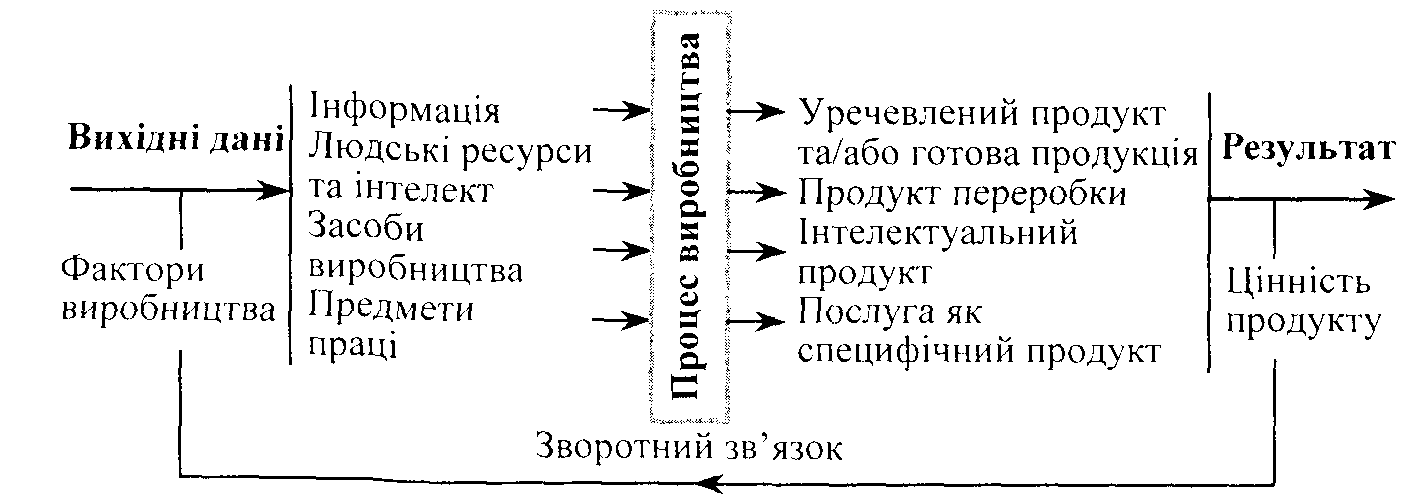 Вихідні дані
Фактори
виробництва
Інформація
Людські ресурси
та інтелект
Засоби
виробництва
Предмети
праці
Процес виробництва
Уречевлений продукт
та/або готова продукція
Продукт переробки
Інтелектуальний
продукт
Послуга як
специфічний продукт
Результат
Цінність
продукту
Зворотний зв’язок